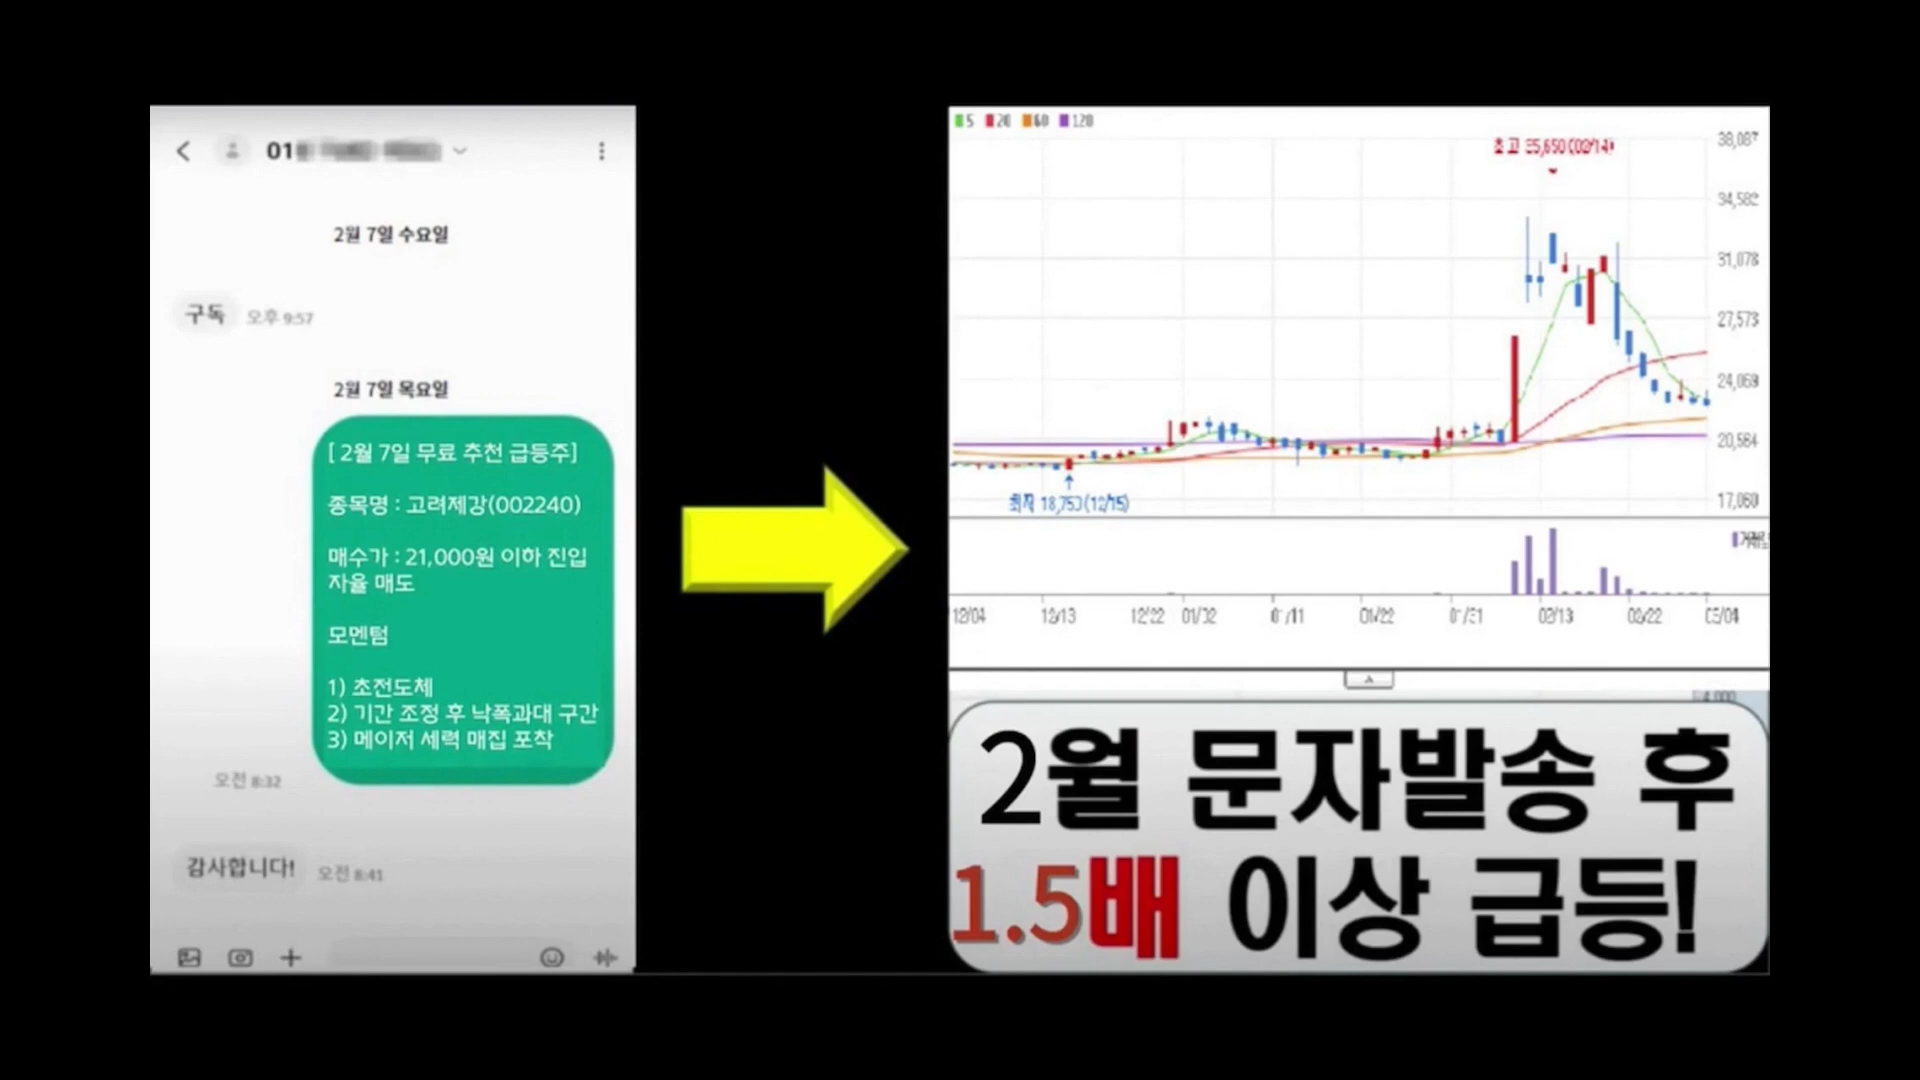 01
2월 7일 수요일
구독 오후 9:57
2월 7일 목요일
[ 2월 7일 무료 추천 급등주]
종목명 : 고려제강(002240)
매수가 : 21,000원 이하 진입
자율 매도
모멘텀
1) 초전도체
2) 기간 조정 후 낙폭과대 구간
3) 메이저 세력 매집 포착
오전 8:32
감사합니다! 오전 8:41
5 20 60 120
38,087
34,582
31,078
27,573
24,069
20,564
17,060
12/04 12/13 12/22 01/11 01/22 01/31 02/13 02/22
2월 문자발송 후
1.5배 이상 급등!